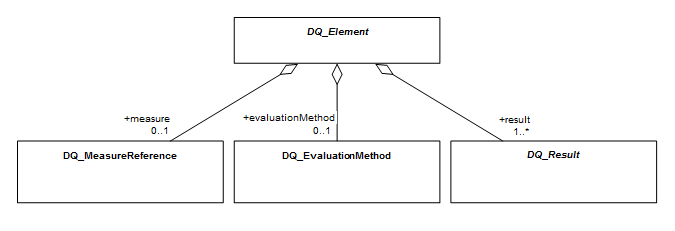 DQ_Element
+measure
0..1
+evaluationMethod
0..1
+result
1..*
DQ_MeasureReference
DQ_EvaluationMethod
DQ_Result